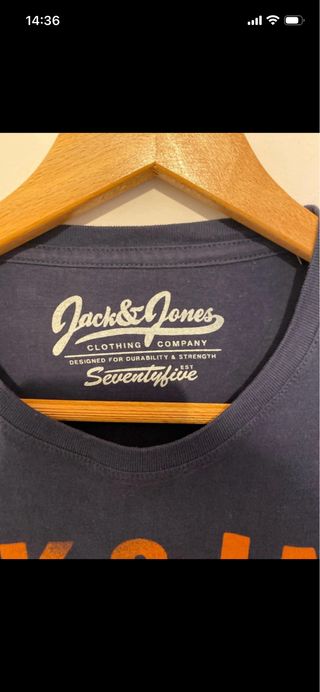 14:36
Jack&Jones
CLOTHING COMPANY
DESIGNED FOR DURABILITY & STRENGTH
EST
Seventyfive
K&J